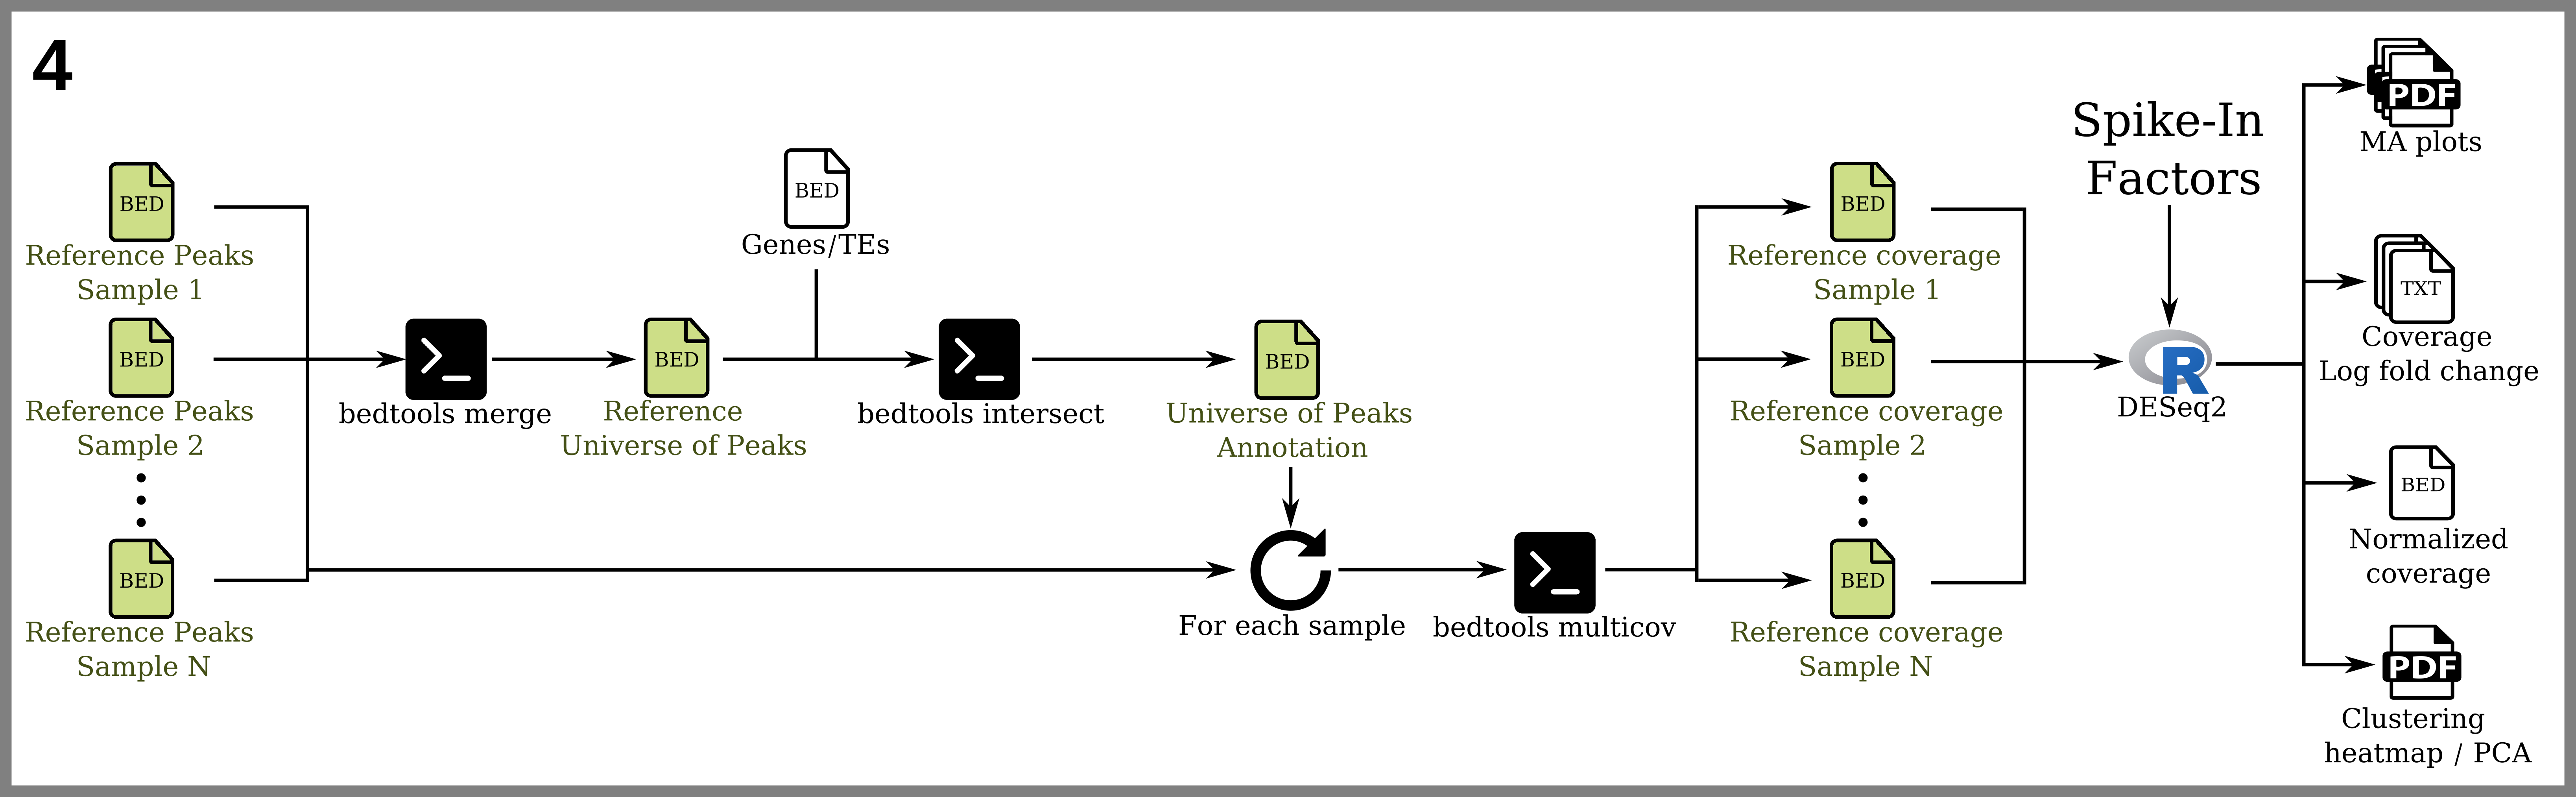 4
BED
Reference Peaks
Sample 1
BED
Reference Peaks
Sample 2
BED
Reference Peaks
Sample N
bedtools merge
BED
Reference
Universe of Peaks
BED
Genes/TEs
bedtools intersect
BED
Universe of Peaks
Annotation
For each sample
bedtools multicov
BED
Reference coverage
Sample 1
BED
Reference coverage
Sample 2
BED
Reference coverage
Sample N
Spike-In
Factors
R
DESeq2
PDF
MA plots
TXT
Coverage
Log fold change
BED
Normalized
coverage
PDF
Clustering
heatmap / PCA